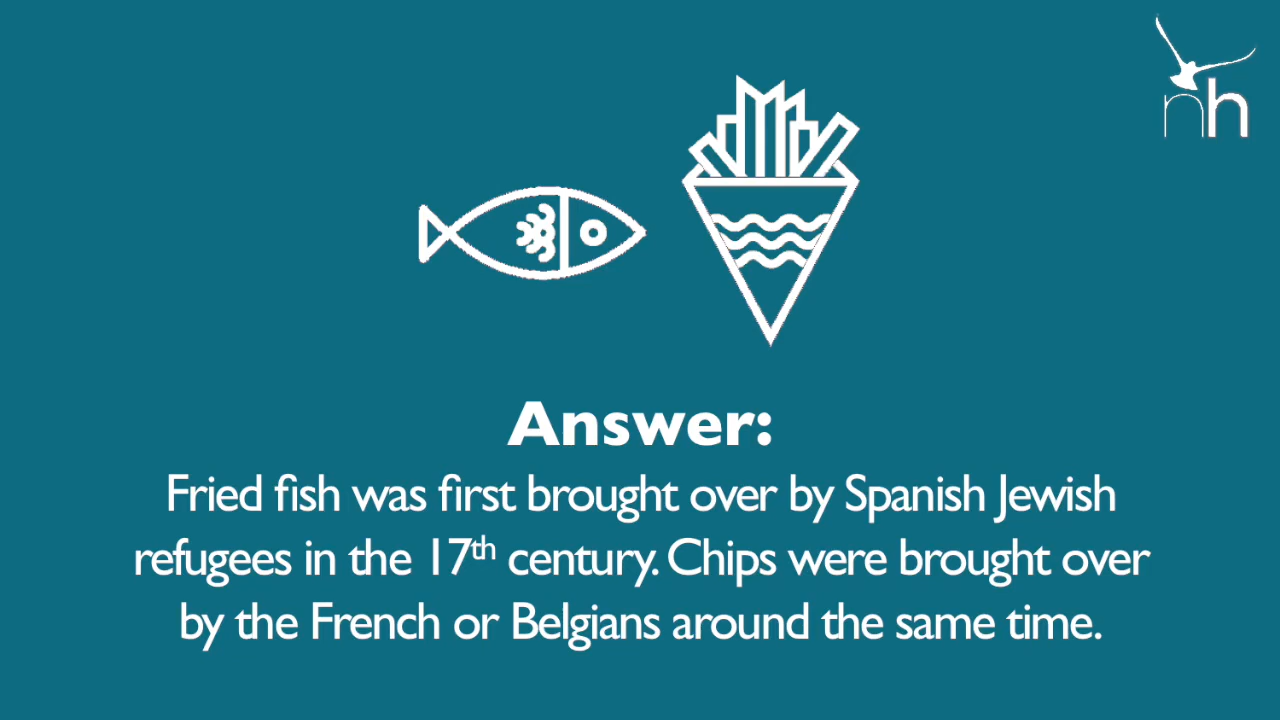 nh
Answer:
Fried fish was first brought over by Spanish Jewish
refugees in the 17th century. Chips were brought over
by the French or Belgians around the same time.